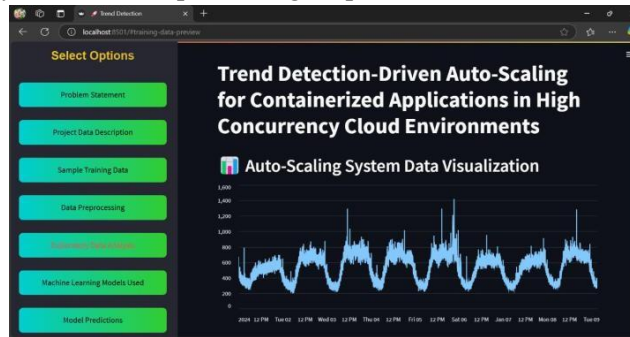 Trend Detection
localhost:8501/#training-data-preview
Select Options
Problem Statement
Project Data Description
Sample Training Data
Data Preprocessing
Machine Learning Models Used
Model Predictions
Trend Detection-Driven Auto-Scaling
for Containerized Applications in High
Concurrency Cloud Environments
Auto-Scaling System Data Visualization
1,600
1,400
1,200
1,000
800
600
400
200
0
2024 12 PM Tue 02 12 PM Wed 03 12 PM Thu 04 12 PM Fri 05 12 PM Sat 06 12 PM Jan 07 12 PM Mon 08 12 PM Tue 09